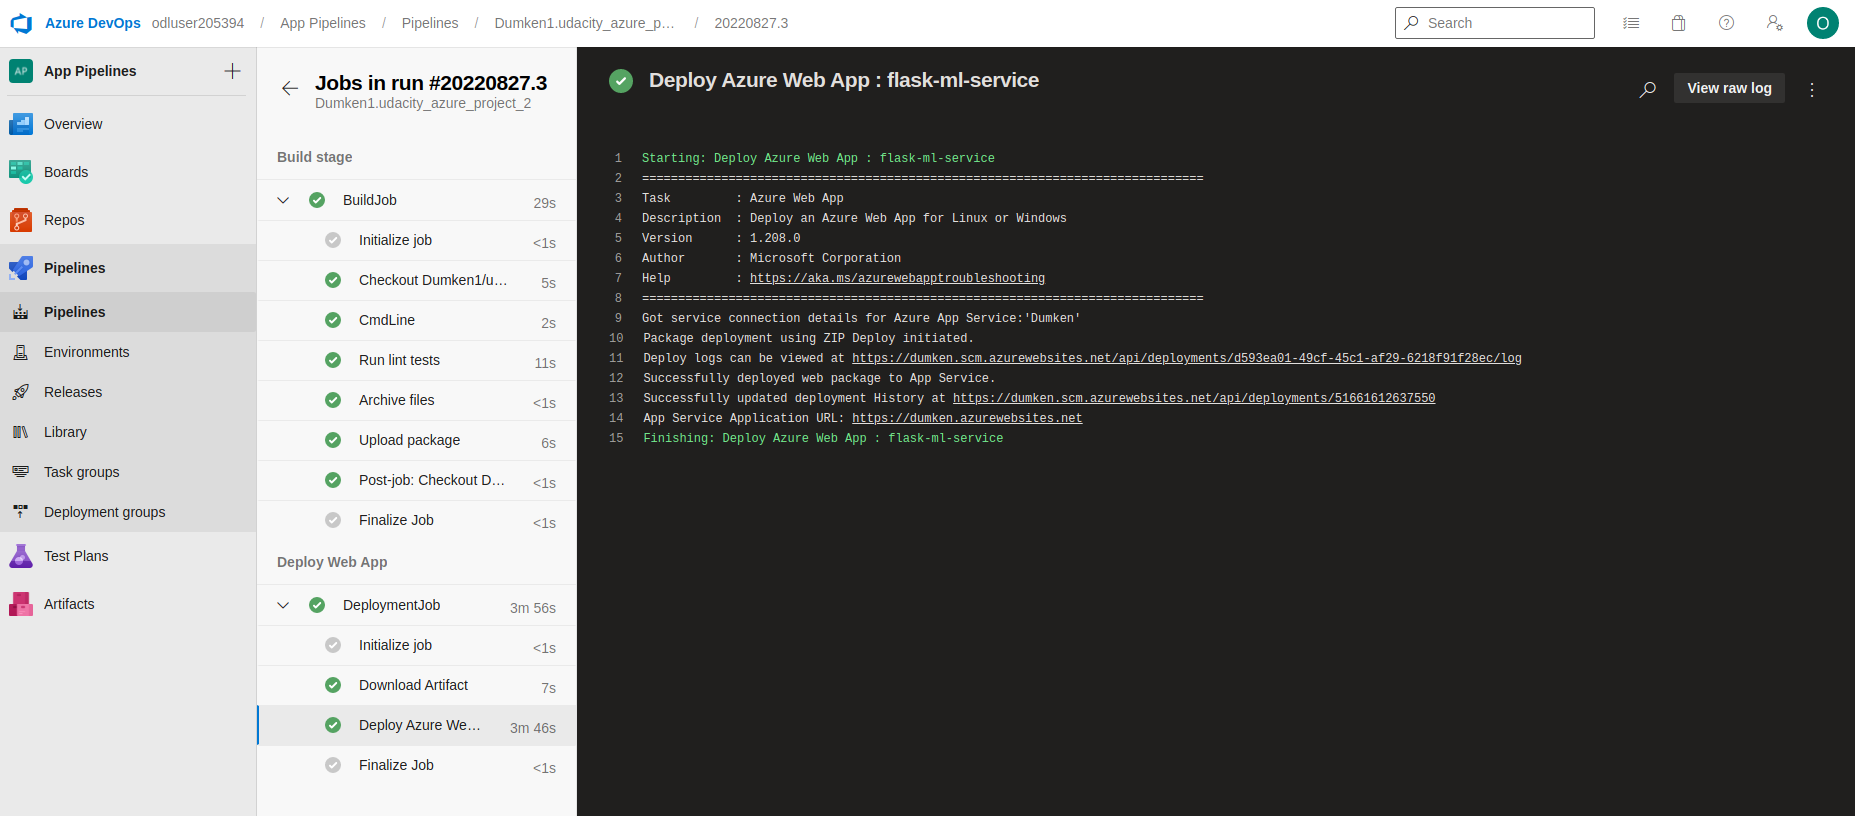 Azure DevOps odluser205394 / App Pipelines / Pipelines / Dumken1.udacity_azure_p… / 20220827.3
Search
O
AP App Pipelines
Overview
Boards
Repos
Pipelines
Pipelines
Environments
Releases
Library
Task groups
Deployment groups
Test Plans
Artifacts
Jobs in run #20220827.3
Dumken1.udacity_azure_project_2
Build stage
BuildJob 29s
Initialize job <1s
Checkout Dumken1/u… 5s
CmdLine 2s
Run lint tests 11s
Archive files <1s
Upload package 6s
Post-job: Checkout D… <1s
Finalize Job <1s
Deploy Web App
DeploymentJob 3m 56s
Initialize job <1s
Download Artifact 7s
Deploy Azure We… 3m 46s
Finalize Job <1s
Deploy Azure Web App : flask-ml-service
View raw log
1 Starting: Deploy Azure Web App : flask-ml-service
2 ==============================================================================
3 Task         : Azure Web App
4 Description  : Deploy an Azure Web App for Linux or Windows
5 Version      : 1.208.0
6 Author       : Microsoft Corporation
7 Help         : https://aka.ms/azurewebapptroubleshooting
8 ==============================================================================
9 Got service connection details for Azure App Service:'Dumken'
10 Package deployment using ZIP Deploy initiated.
11 Deploy logs can be viewed at https://dumken.scm.azurewebsites.net/api/deployments/d593ea01-49cf-45c1-af29-6218f91f28ec/log
12 Successfully deployed web package to App Service.
13 Successfully updated deployment History at https://dumken.scm.azurewebsites.net/api/deployments/51661612637550
14 App Service Application URL: https://dumken.azurewebsites.net
15 Finishing: Deploy Azure Web App : flask-ml-service